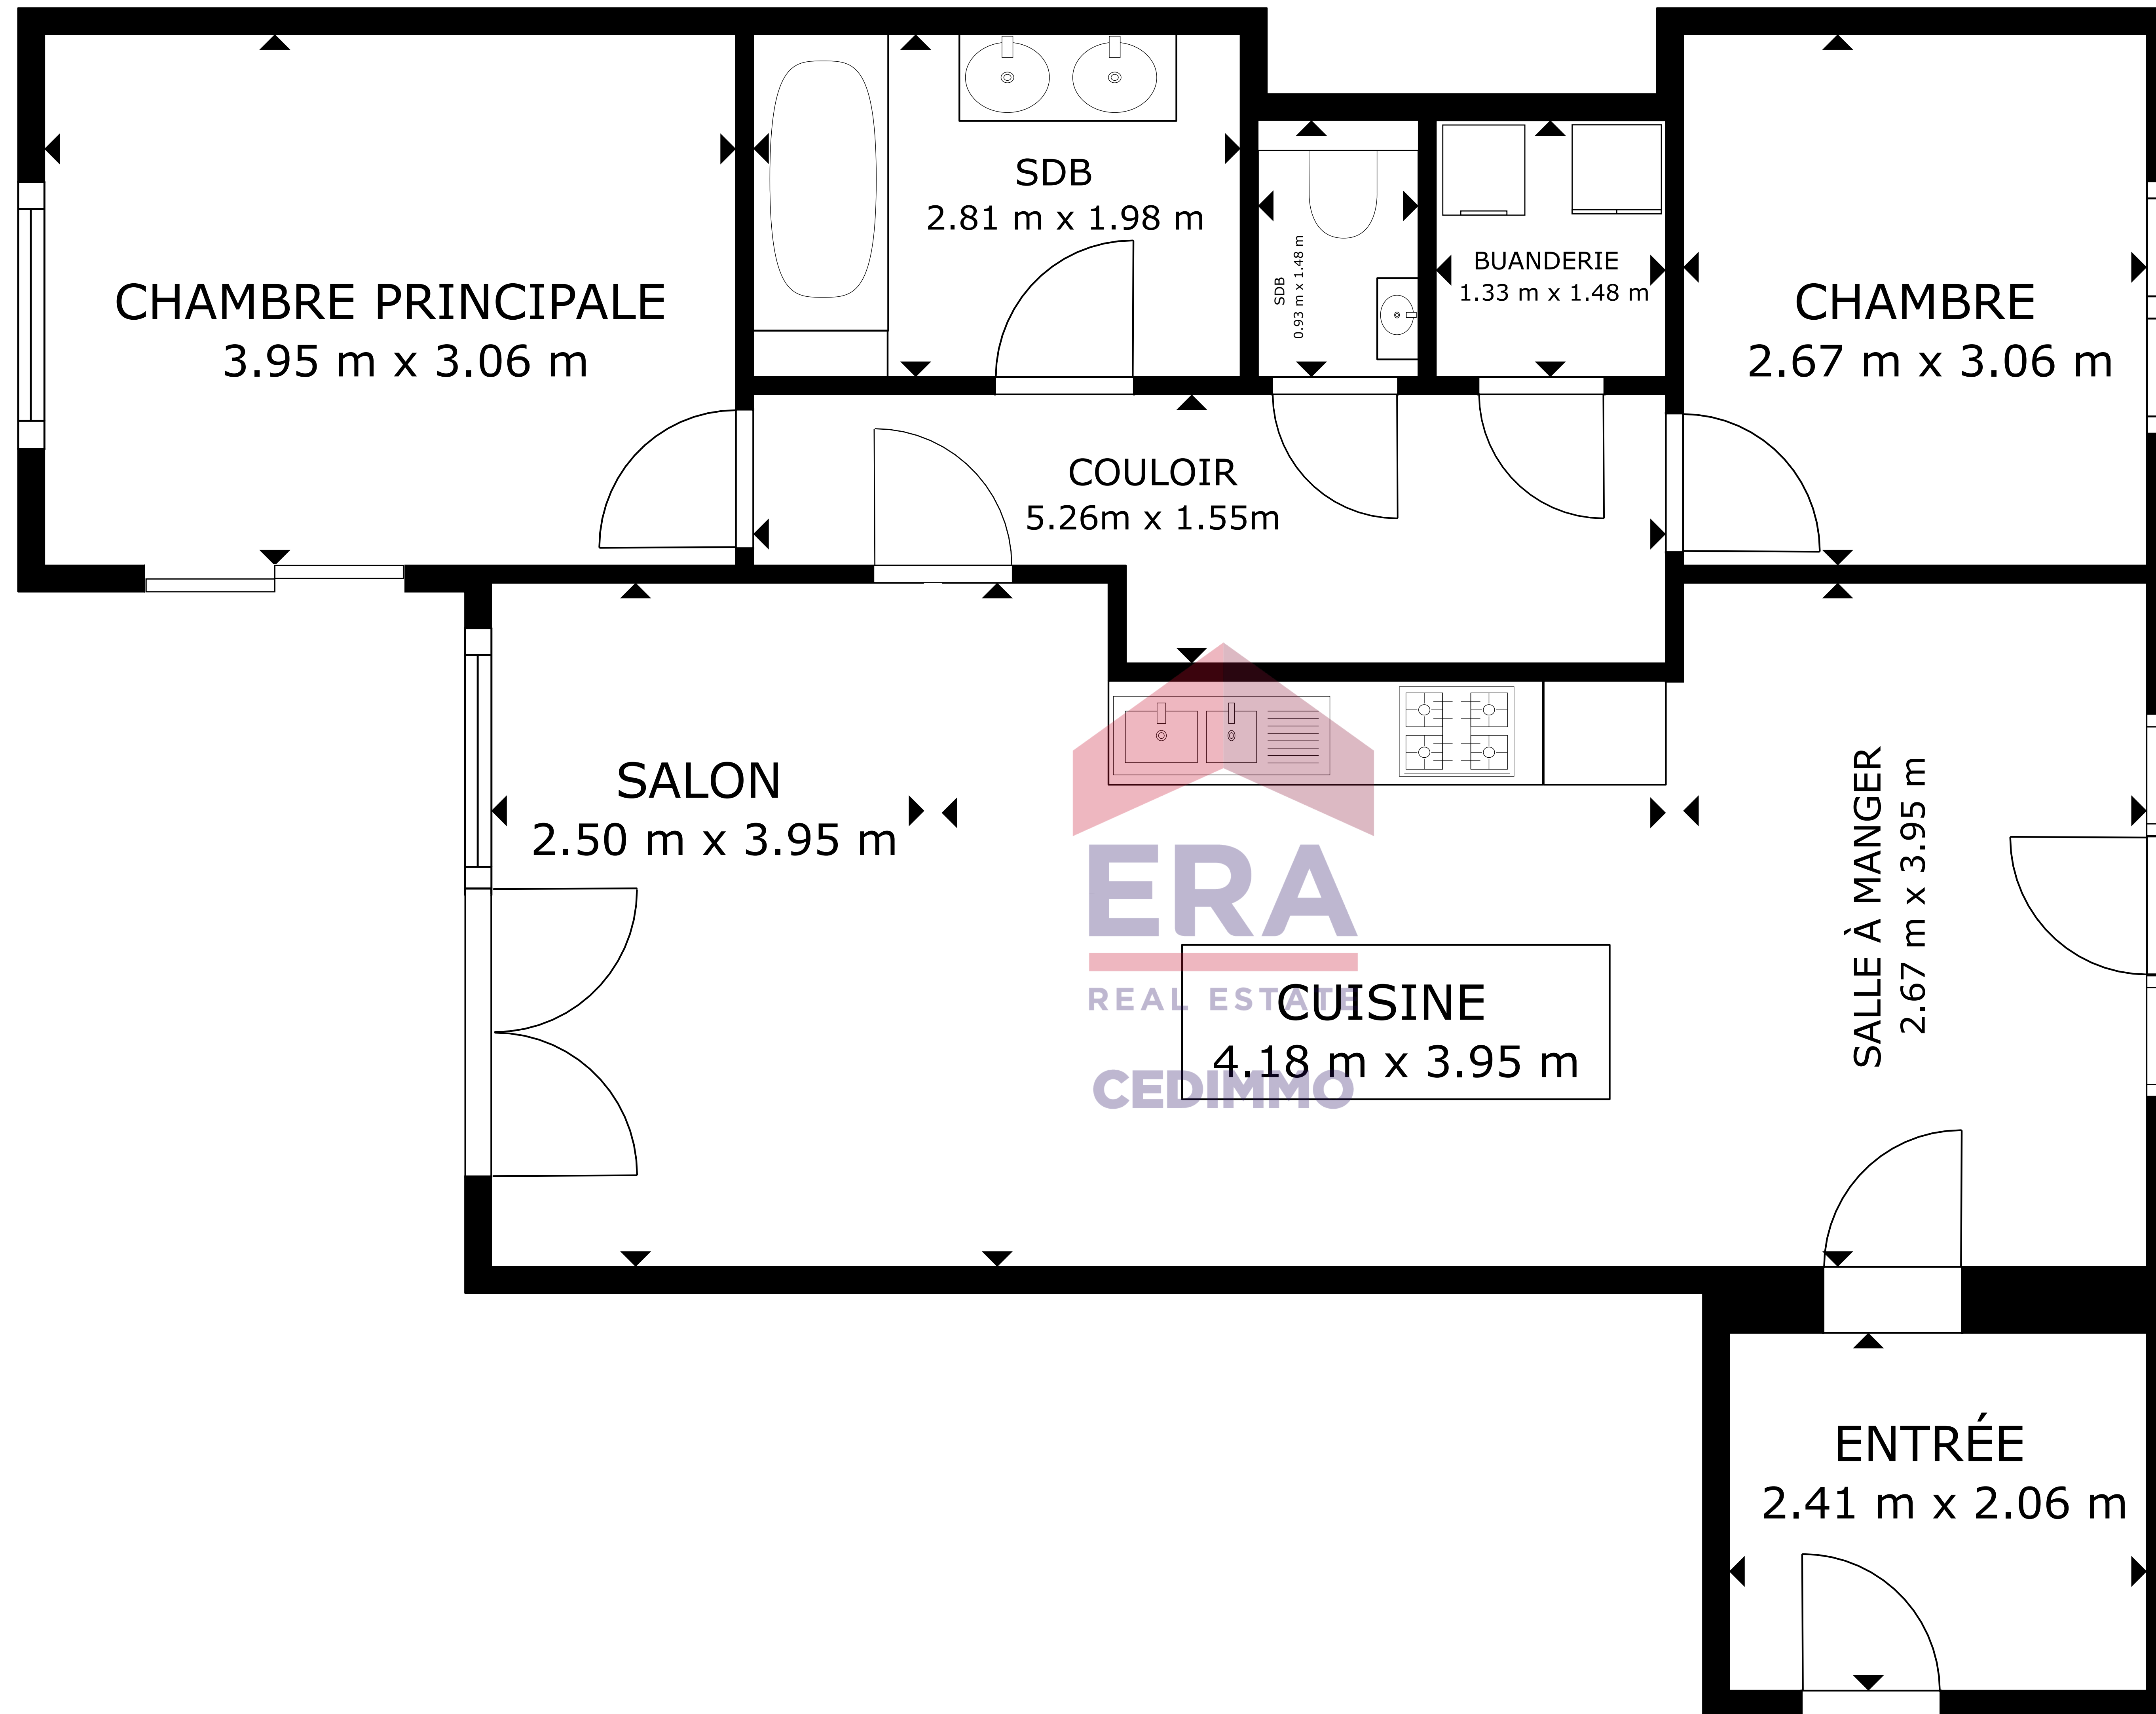 CHAMBRE PRINCIPALE
3.95 m x 3.06 m
SDB
2.81 m x 1.98 m
SDB
0.93 m x 1.48 m
BUANDERIE
1.33 m x 1.48 m
CHAMBRE
2.67 m x 3.06 m
COULOIR
5.26m x 1.55m
SALON
2.50 m x 3.95 m
ERA
REAL ESTATE
CEDIMMO
CUISINE
4.18 m x 3.95 m
SALLE À MANGER
2.67 m x 3.95 m
ENTRÉE
2.41 m x 2.06 m